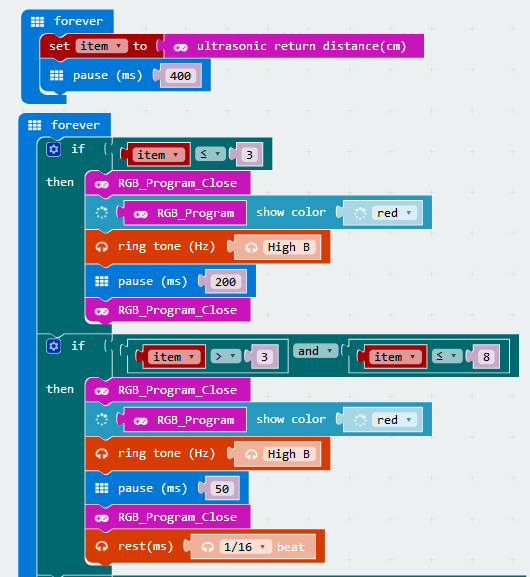 forever
set item to ultrasonic return distance(cm)
pause (ms) 400
forever
if item ≤ 3
then RGB_Program_Close
RGB_Program show color red
ring tone (Hz) High B
pause (ms) 200
RGB_Program_Close
if item > 3 and item ≤ 8
then RGB_Program_Close
RGB_Program show color red
ring tone (Hz) High B
pause (ms) 50
RGB_Program_Close
rest(ms) 1/16 beat